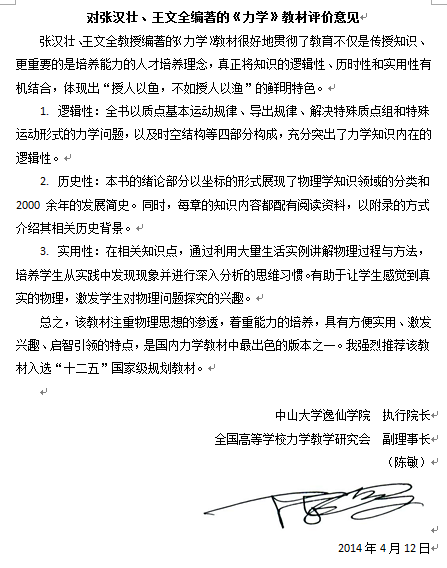 对张汉壮、王文全编著的《力学》教材评价意见
张汉壮、王文全教授编著的《力学》教材很好地贯彻了教育不仅是传授知识、
更重要的是培养能力的人才培养理念，真正将知识的逻辑性、历时性和实用性有
机结合，体现出“授人以鱼，不如授人以渔”的鲜明特色。
1. 逻辑性：全书以质点基本运动规律、导出规律、解决特殊质点组和特殊
运动形式的力学问题，以及时空结构等四部分构成，充分突出了力学知识内在的
逻辑性。
2. 历史性：本书的绪论部分以坐标的形式展现了物理学知识领域的分类和
2000 余年的发展简史。同时，每章的知识内容都配有阅读资料，以附录的方式
介绍其相关历史背景。
3. 实用性：在相关知识点，通过利用大量生活实例讲解物理过程与方法，
培养学生从实践中发现现象并进行深入分析的思维习惯。有助于让学生感觉到真
实的物理，激发学生对物理问题探究的兴趣。
总之，该教材注重物理思想的渗透，着重能力的培养，具有方便实用、激发
兴趣、启智引领的特点，是国内力学教材中最出色的版本之一。我强烈推荐该教
材入选“十二五”国家级规划教材。
中山大学逸仙学院 执行院长
全国高等学校力学教学研究会 副理事长
（陈敏）
2014 年 4 月 12 日